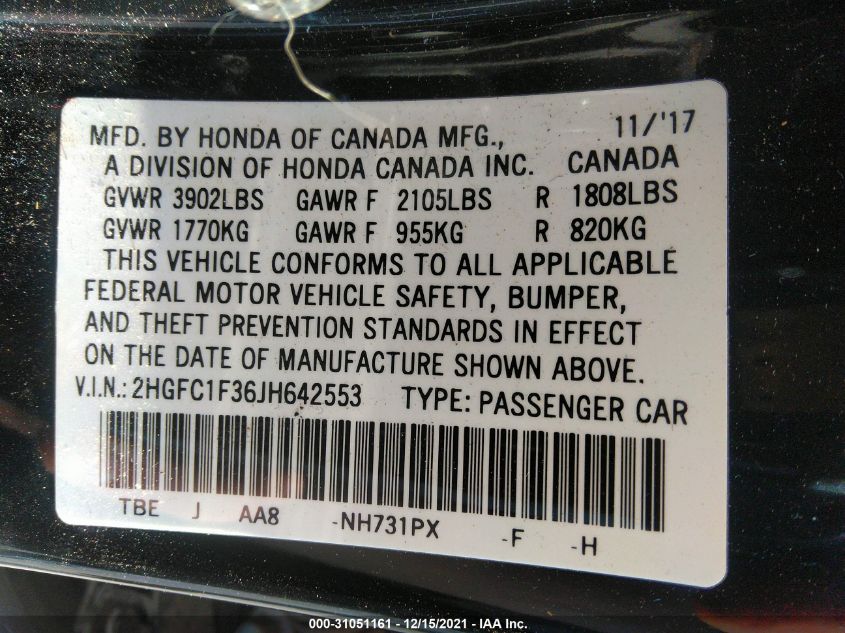 MFD. BY HONDA OF CANADA MFG., 11/'17
A DIVISION OF HONDA CANADA INC. CANADA
GVWR 3902LBS GAWR F 2105LBS R 1808LBS
GVWR 1770KG GAWR F 955KG R 820KG
THIS VEHICLE CONFORMS TO ALL APPLICABLE
FEDERAL MOTOR VEHICLE SAFETY, BUMPER,
AND THEFT PREVENTION STANDARDS IN EFFECT
ON THE DATE OF MANUFACTURE SHOWN ABOVE.
V.I.N.: 2HGFC1F36JH642553 TYPE: PASSENGER CAR
TBE J AA8 -NH731PX -F -H
000-31051161 - 12/15/2021 - IAA Inc.